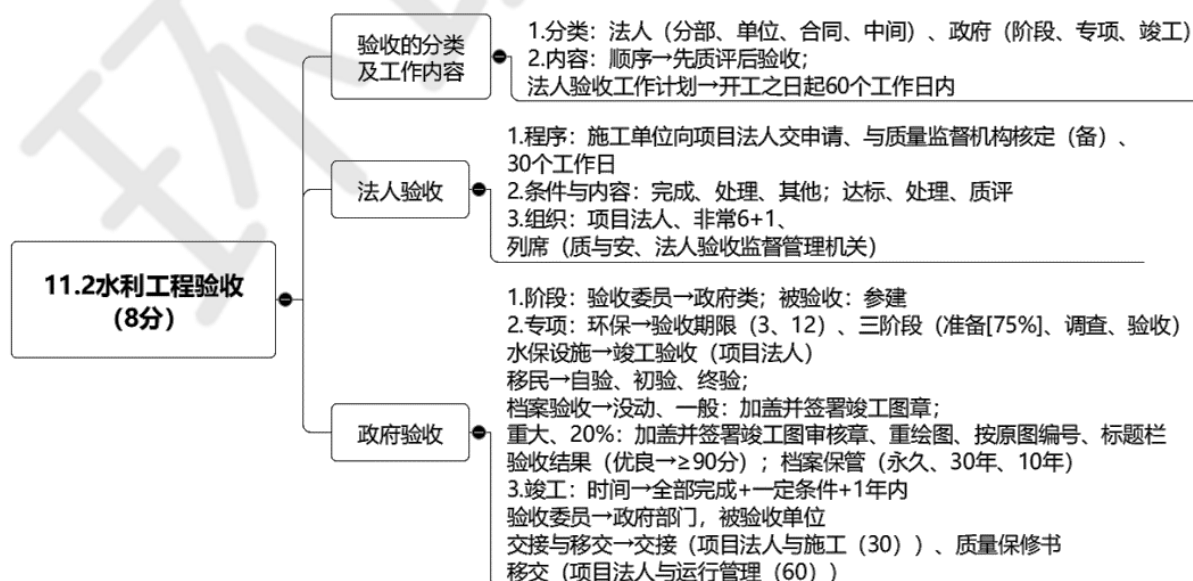 11.2水利工程验收
（8分）
验收的分类
及工作内容
1.分类：法人（分部、单位、合同、中间）、政府（阶段、专项、竣工）
2.内容：顺序→先质评后验收；
法人验收工作计划→开工之日起60个工作日内
法人验收
1.程序：施工单位向项目法人交申请、与质量监督机构核定（备）、
30个工作日
2.条件与内容：完成、处理、其他；达标、处理、质评
3.组织：项目法人、非常6+1、
列席（质与安、法人验收监督管理机关）
政府验收
1.阶段：验收委员→政府类；被验收：参建
2.专项：环保→验收期限（3、12）、三阶段（准备[75%]、调查、验收）
水保设施→竣工验收（项目法人）
移民→自验、初验、终验；
档案验收→没动、一般：加盖并签署竣工图章；
重大、20%：加盖并签署竣工图审核章、重绘图、按原图编号、标题栏
验收结果（优良→≥90分）；档案保管（永久、30年、10年）
3.竣工：时间→全部完成+一定条件+1年内
验收委员→政府部门，被验收单位
交接与移交→交接（项目法人与施工（30））、质量保修书
移交（项目法人与运行管理（60））